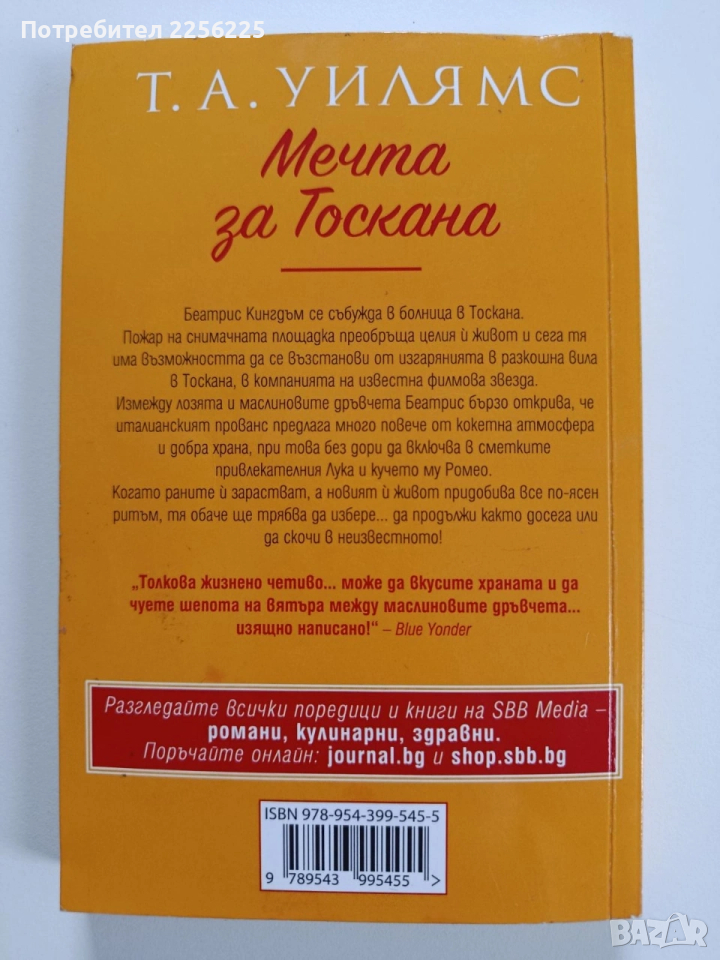 Потребител 2256225
Т. А. УИЛЯМС
Мечта
за Тоскана
Беатрис Кингдъм се събужда в болница в Тоскана.
Пожар на снимачната площадка преобръща целия ѝ живот и сега тя
има възможността да се възстанови от изгарянията в разкошна вила
в Тоскана, в компанията на известна филмова звезда.
Измежду лозята и маслиновите дръвчета Беатрис бързо открива, че
италианският прованс предлага много повече от кокетна атмосфера
и добра храна, при това без дори да включва в сметките
привлекателния Лука и кучето му Ромео.
Когато раните ѝ зарастват, а новият ѝ живот придобива все по-ясен
ритъм, тя обаче ще трябва да избере... да продължи както досега или
да скочи в неизвестното!
„Толкова жизнено четиво... може да вкусите храната и да
чуете шепота на вятъра между маслиновите дръвчета...
изящно написано!“ – Blue Yonder
Разгледайте всички поредици и книги на SBB Media –
романи, кулинарни, здравни.
Поръчайте онлайн: journal.bg и shop.sbb.bg
ISBN 978-954-399-545-5
9 789543 995455 >
BAZAR